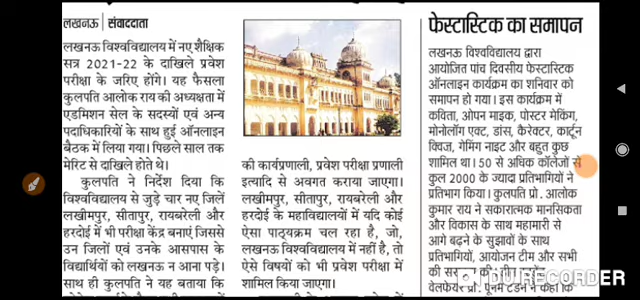 लखनऊ | संवाददाता
लखनऊ विश्वविद्यालय में नए शैक्षिक
सत्र 2021-22 के दाखिले प्रवेश
परीक्षा के जरिए होंगे। यह फैसला
कुलपति आलोक राय की अध्यक्षता में
एडमिशन सेल के सदस्यों एवं अन्य
पदाधिकारियों के साथ हुई ऑनलाइन
बैठक में लिया गया। पिछले साल तक
मेरिट से दाखिले होते थे।
कुलपति ने निर्देश दिया कि
विश्वविद्यालय से जुड़े चार नए जिलें
लखीमपुर, सीतापुर, रायबरेली और
हरदोई में भी परीक्षा केंद्र बनाएं जिससे
उन जिलों एवं उनके आसपास के
विद्यार्थियों को लखनऊ न आना पड़े।
साथ ही कुलपति ने यह बताया कि
की कार्यप्रणाली, प्रवेश परीक्षा प्रणाली
इत्यादि से अवगत कराया जाएगा।
लखीमपुर, सीतापुर, रायबरेली और
हरदोई के महाविद्यालयों में यदि कोई
ऐसा पाठ्यक्रम चल रहा है, जो,
लखनऊ विश्वविद्यालय में नहीं है, तो
ऐसे विषयों को भी प्रवेश परीक्षा में
शामिल किया जाएगा।
फेस्टास्टिक का समापन
लखनऊ विश्वविद्यालय द्वारा
आयोजित पांच दिवसीय फेस्टास्टिक
ऑनलाइन कार्यक्रम का शनिवार को
समापन हो गया। इस कार्यक्रम में
कविता, ओपन माइक, पोस्टर मेकिंग,
मोनोलॉग एक्ट, डांस, कैरेक्टर, कार्टून
क्विज, गेमिंग नाइट और बहुत कुछ
शामिल था। 50 से अधिक कॉलेजों से
कुल 2000 के ज्यादा प्रतिभागियों ने
प्रतिभाग किया। कुलपति प्रो. आलोक
कुमार राय ने सकारात्मक मानसिकता
और विकास के साथ महामारी से
आगे बढ़ने के सुझावों के साथ
प्रतिभागियों, आयोजन टीम और सभी
की
वेलफेयर प्रो. पूनम टंडन ने कहा कि
DU RECORDER